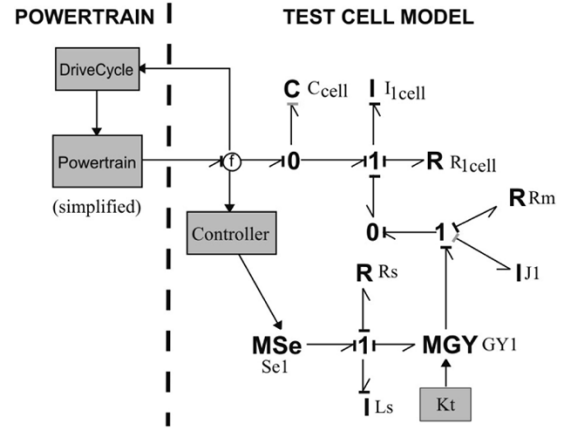 POWERTRAIN
TEST CELL MODEL
DriveCycle
C Ccell
I I1cell
Powertrain
f
0
1
R R1cell
(simplified)
R Rm
Controller
0
1
R Rs
I J1
MSe
1
MGY GY1
Se1
I Ls
Kt